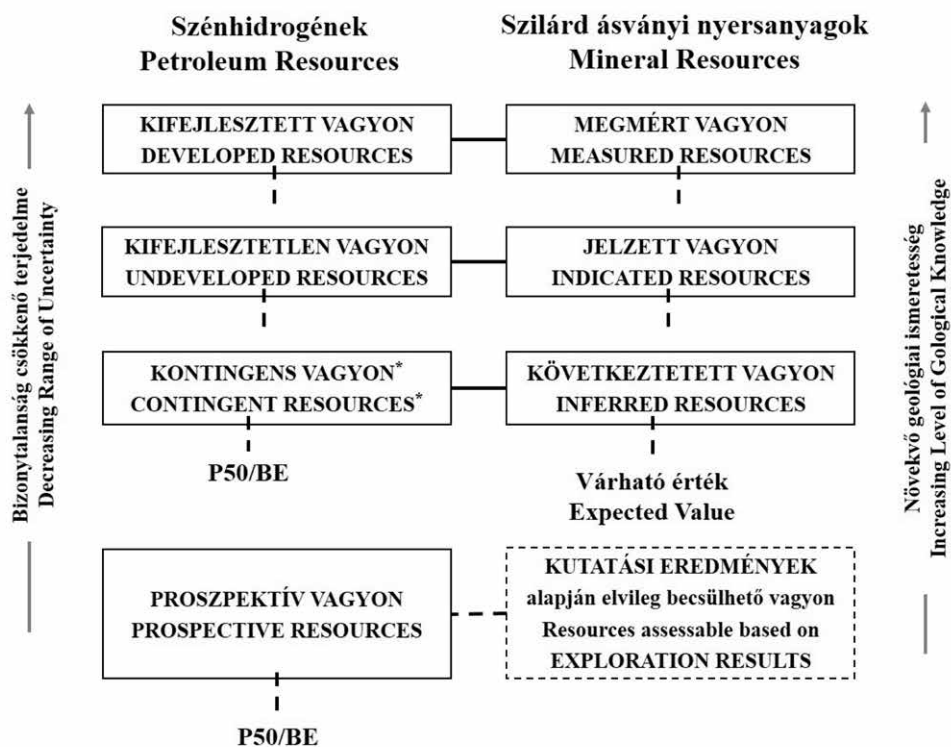 Szénhidrogének
Petroleum Resources
Szilárd ásványi nyersanyagok
Mineral Resources
KIFEJLESZTETT VAGYON
DEVELOPED RESOURCES
MEGMÉRT VAGYON
MEASURED RESOURCES
KIFEJLESZTETLEN VAGYON
UNDEVELOPED RESOURCES
JELZETT VAGYON
INDICATED RESOURCES
KONTINGENS VAGYON*
CONTINGENT RESOURCES*
KÖVETKEZTETETT VAGYON
INFERRED RESOURCES
P50/BE
Várható érték
Expected Value
PROSZPEKTÍV VAGYON
PROSPECTIVE RESOURCES
KUTATÁSI EREDMÉNYEK
alapján elvileg becsülhető vagyon
Resources assessable based on
EXPLORATION RESULTS
P50/BE
Bizonytalanság csökkenő terjedelme
Decreasing Range of Uncertainty
Növekvő geológiai ismeretesség
Increasing Level of Gological Knowledge